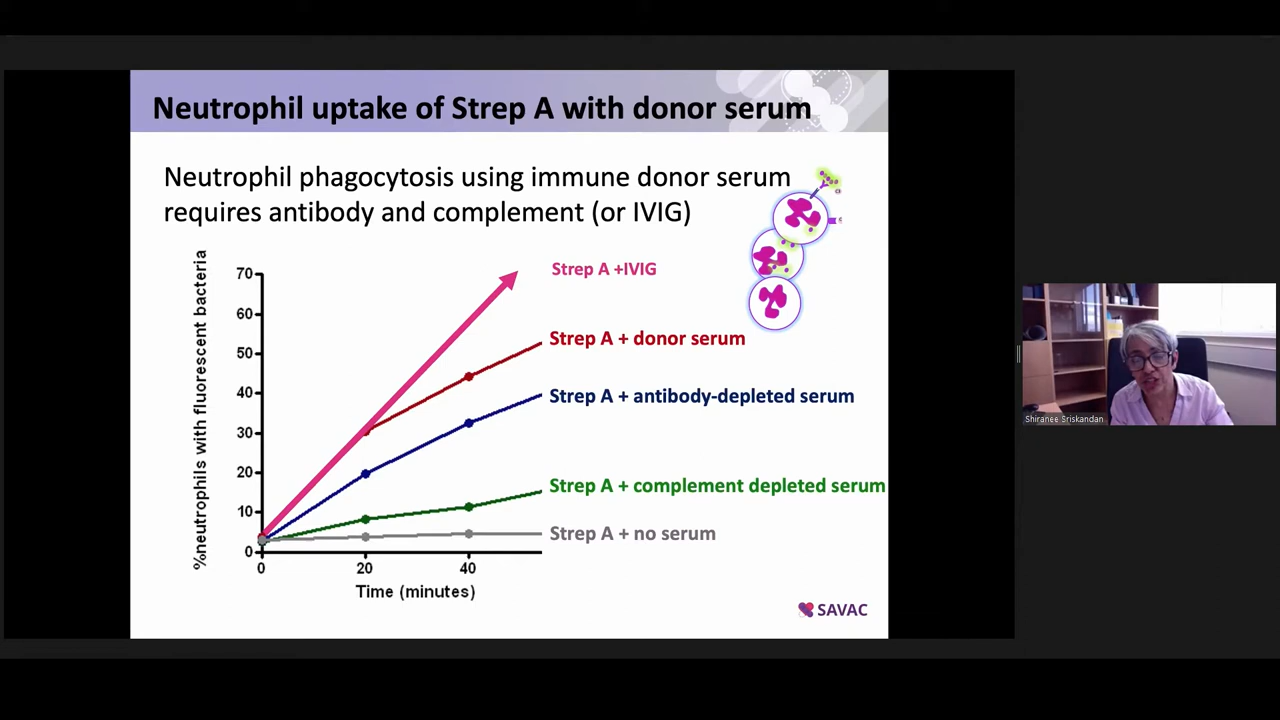 Neutrophil uptake of Strep A with donor serum
Neutrophil phagocytosis using immune donor serum
requires antibody and complement (or IVIG)
%neutrophils with fluorescent bacteria
70
60
50
40
30
20
10
0
0
20
40
Time (minutes)
Strep A +IVIG
Strep A + donor serum
Strep A + antibody-depleted serum
Strep A + complement depleted serum
Strep A + no serum
SAVAC
Shiranee Sriskandan